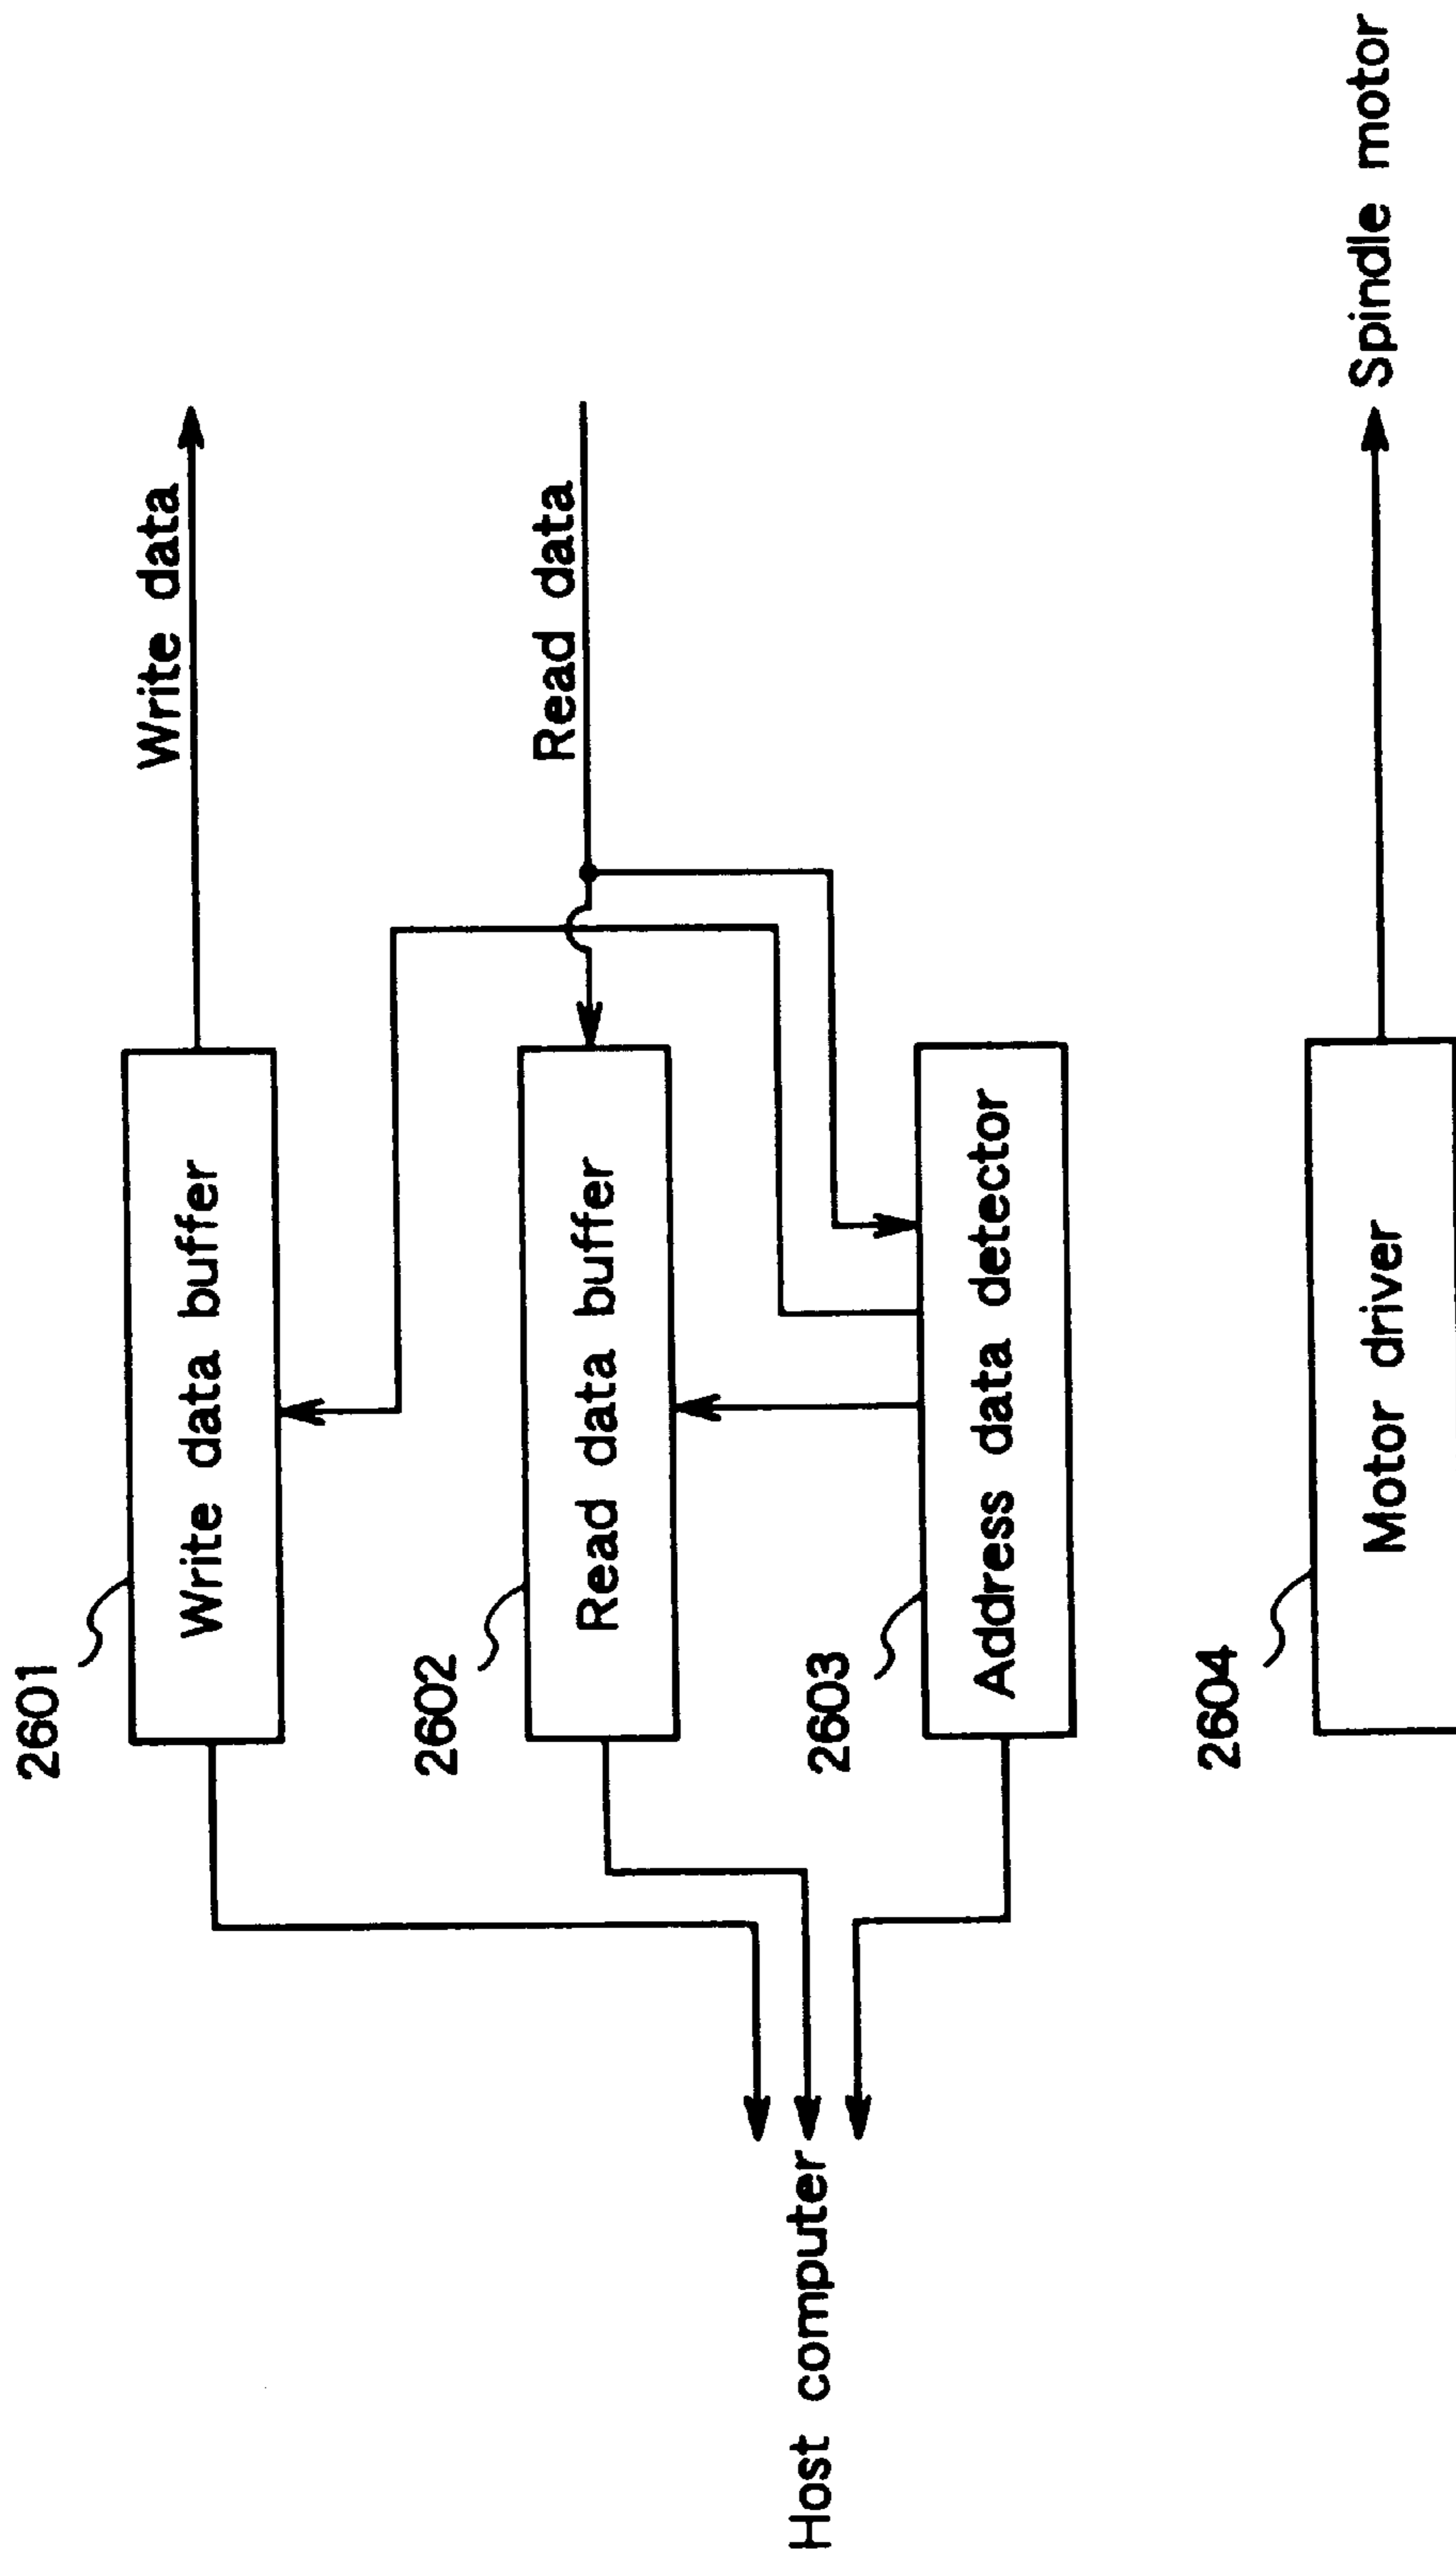 2601
Write data buffer
Write data
2602
Read data buffer
Read data
Host computer
2603
Address data detector
2604
Motor driver
Spindle motor